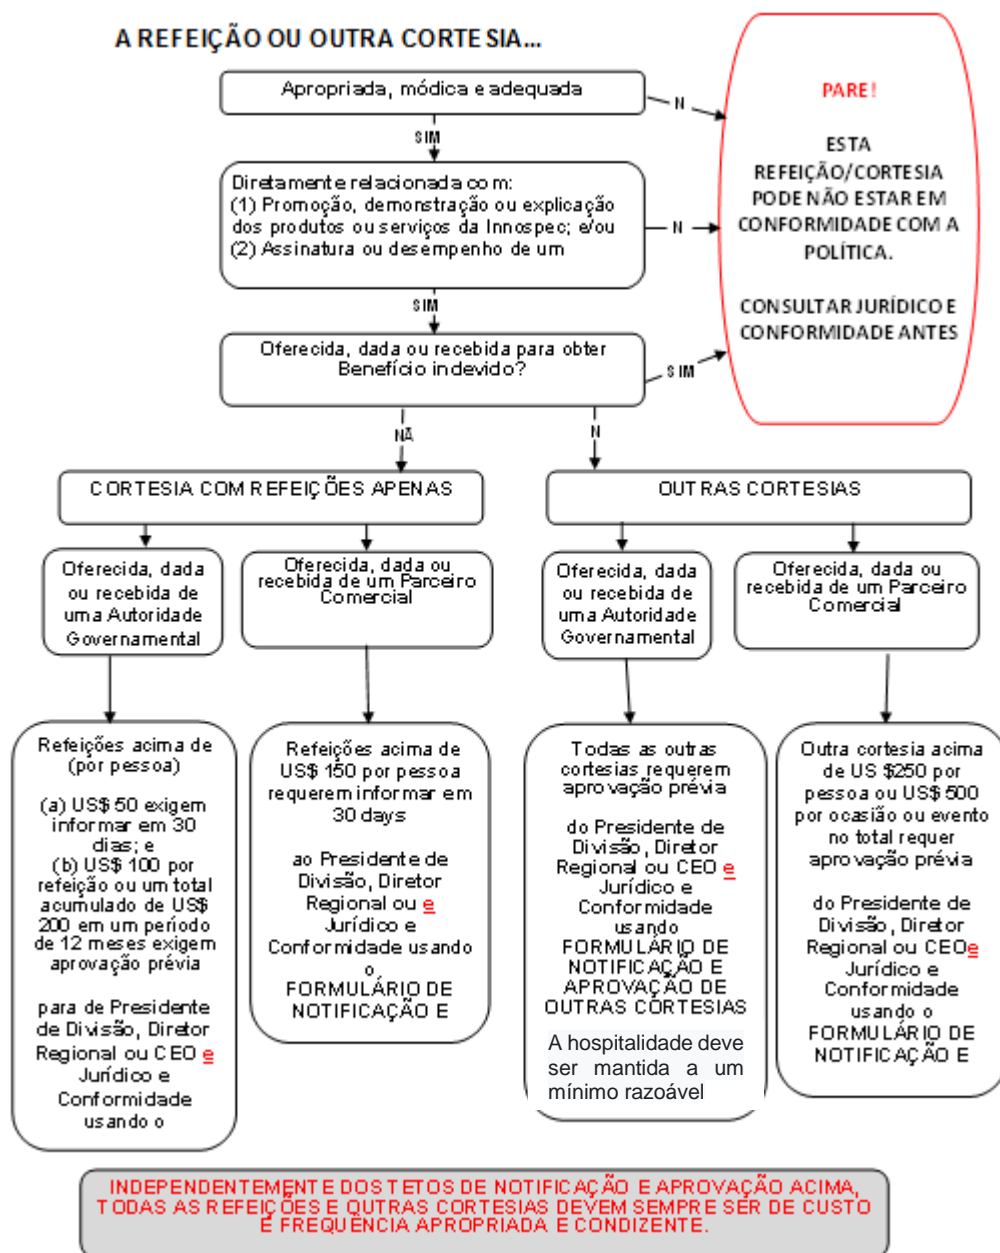 A REFEIÇÃO OU OUTRA CORTESIA...
Apropriada, módica e adequada
N
SIM
Diretamente relacionada com:
(1) Promoção, demonstração ou explicação
dos produtos ou serviços da Innospec; e/ou
(2) Assinatura ou desempenho de um
N
SIM
Oferecida, dada ou recebida para obter
Benefício indevido?
SIM
PARE!
ESTA
REFEIÇÃO/CORTESIA
PODE NÃO ESTAR EM
CONFORMIDADE COM A
POLÍTICA.
CONSULTAR JURÍDICO E
CONFORMIDADE ANTES
NÃ
N
CORTESIA COM REFEIÇÕES APENAS
OUTRAS CORTESIAS
Oferecida, dada
ou recebida de
uma Autoridade
Governamental
Oferecida, dada ou
recebida de um Parceiro
Comercial
Oferecida, dada
ou recebida de
uma Autoridade
Governamental
Oferecida, dada ou
recebida de um Parceiro
Comercial
Refeições acima de
(por pessoa)
(a) US$ 50 exigem
informar em 30
dias; e
(b) US$ 100 por
refeição ou um total
acumulado de US$
200 em um período
de 12 meses exigem
aprovação prévia
para de Presidente
de Divisão, Diretor
Regional ou CEO e
Jurídico e
Conformidade
usando o
Refeições acima de
US$ 150 por pessoa
requerem informar em
30 days
ao Presidente de
Divisão, Diretor
Regional ou e
Jurídico e
Conformidade usando
o
FORMULÁRIO DE
NOTIFICAÇÃO E
Todas as outras
cortesias requerem
aprovação prévia
do Presidente de
Divisão, Diretor
Regional ou CEO e
Jurídico e
Conformidade
usando
FORMULÁRIO DE
NOTIFICAÇÃO E
APROVAÇÃO DE
OUTRAS CORTESIAS
A hospitalidade deve
ser mantida a um
mínimo razoável
Outra cortesia acima
de US $250 por
pessoa ou US$ 500
por ocasião ou evento
no total requer
aprovação prévia
do Presidente de
Divisão, Diretor
Regional ou CEO e
Jurídico e
Conformidade
usando o
FORMULÁRIO DE
NOTIFICAÇÃO E
INDEPENDENTEMENTE DOS TETOS DE NOTIFICAÇÃO E APROVAÇÃO ACIMA,
TODAS AS REFEIÇÕES E OUTRAS CORTESIAS DEVEM SEMPRE SER DE CUSTO
E FREQUÊNCIA APROPRIADA E CONDIZENTE.